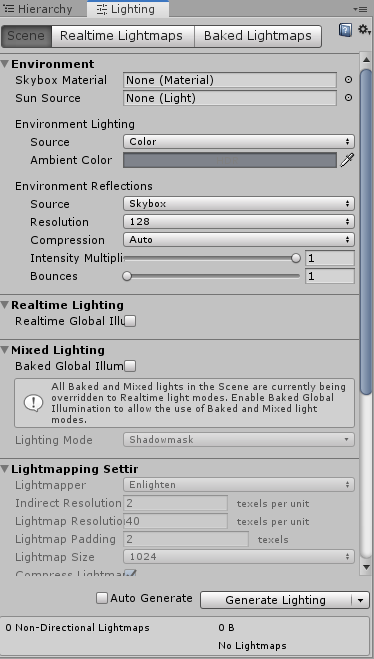 Hierarchy Lighting
Scene Realtime Lightmaps Baked Lightmaps
Environment
Skybox Material None (Material)
Sun Source None (Light)
Environment Lighting
Source Color
Ambient Color
Environment Reflections
Source Skybox
Resolution 128
Compression Auto
Intensity Multipli 1
Bounces 1
Realtime Lighting
Realtime Global Illu
Mixed Lighting
Baked Global Illum
All Baked and Mixed lights in the Scene are currently being
overridden to Realtime light modes. Enable Baked Global
Illumination to allow the use of Baked and Mixed light
modes.
Lighting Mode Shadowmask
Lightmapping Settir
Lightmapper Enlighten
Indirect Resolution 2 texels per unit
Lightmap Resolutio 40 texels per unit
Lightmap Padding 2 texels
Lightmap Size 1024
Compress Lightma
Auto Generate Generate Lighting
0 Non-Directional Lightmaps 0 B
No Lightmaps